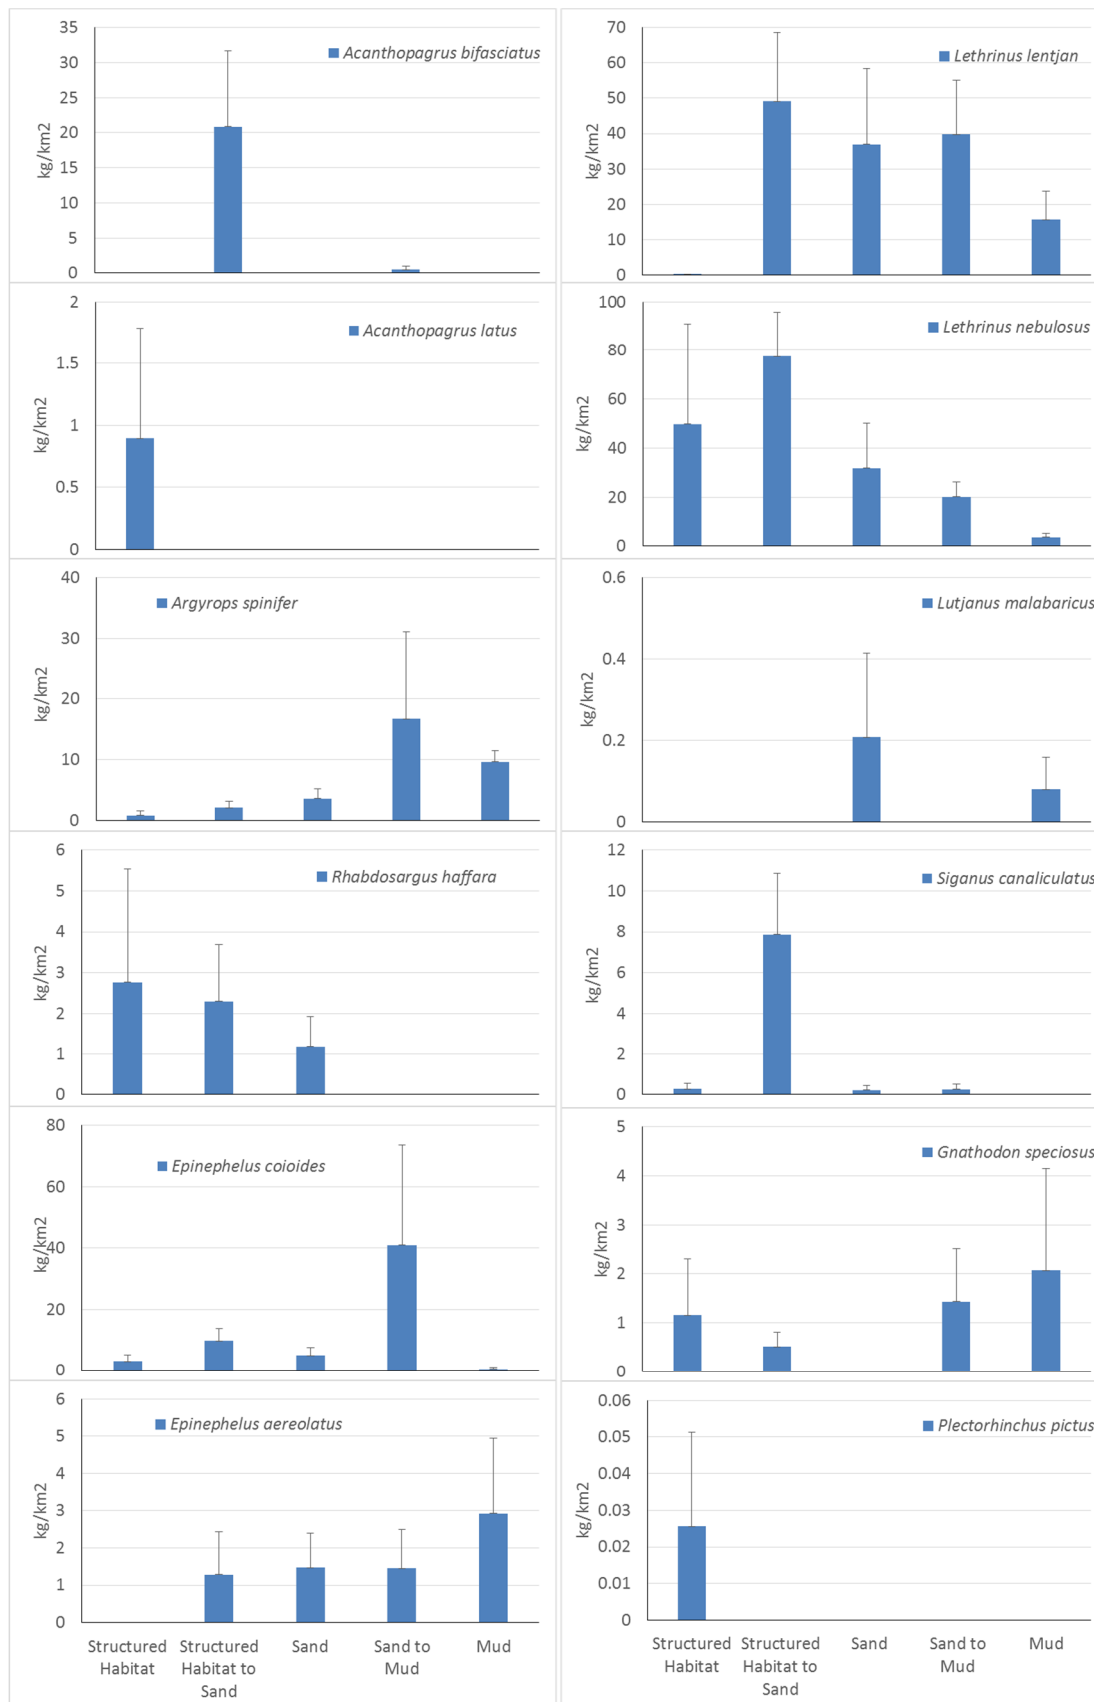 35
30
25
20
15
10
5
0
kg/km2
Acanthopagrus bifasciatus
70
60
50
40
30
20
10
0
kg/km2
Lethrinus lentjan
2
1.5
1
0.5
0
kg/km2
Acanthopagrus latus
100
80
60
40
20
0
kg/km2
Lethrinus nebulosus
40
30
20
10
0
kg/km2
Argyrops spinifer
0.6
0.4
0.2
0
kg/km2
Lutjanus malabaricus
6
5
4
3
2
1
0
kg/km2
Rhabdosargus haffara
12
10
8
6
4
2
0
kg/km2
Siganus canaliculatus
80
60
40
20
0
kg/km2
Epinephelus coioides
5
4
3
2
1
0
kg/km2
Gnathodon speciosus
6
5
4
3
2
1
0
kg/km2
Epinephelus aereolatus
Structured
Habitat
Structured
Habitat to
Sand
Sand
Sand to
Mud
Mud
0.06
0.05
0.04
0.03
0.02
0.01
0
kg/km2
Plectorhinchus pictus
Structured
Habitat
Structured
Habitat to
Sand
Sand
Sand to
Mud
Mud